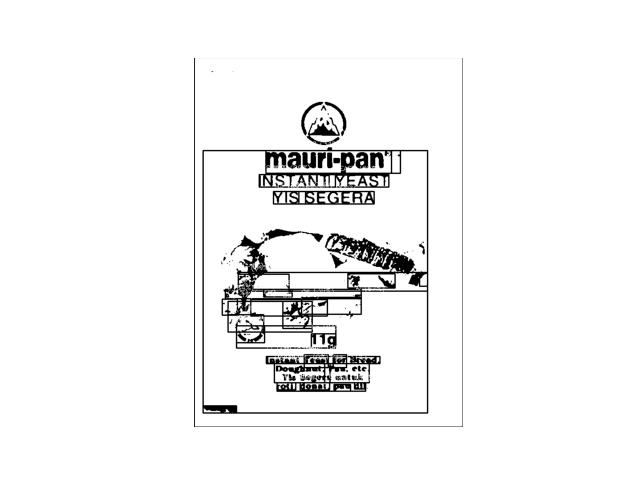 mauri-pan
INSTANT YEAST
YIS SEGERA
11g
Instant Yeast for Bread,
Doughnut, Pau, etc
Yis Segera untuk
roti, donat, pau dll